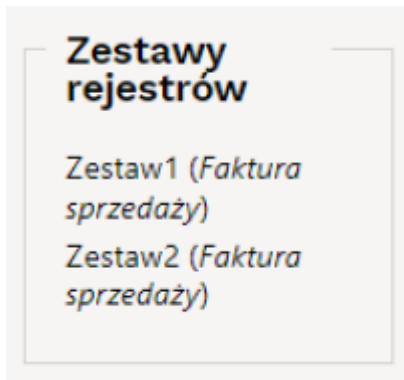 Zestawy
rejestrów
Zestaw1 (Faktura
sprzedaży)
Zestaw2 (Faktura
sprzedaży)